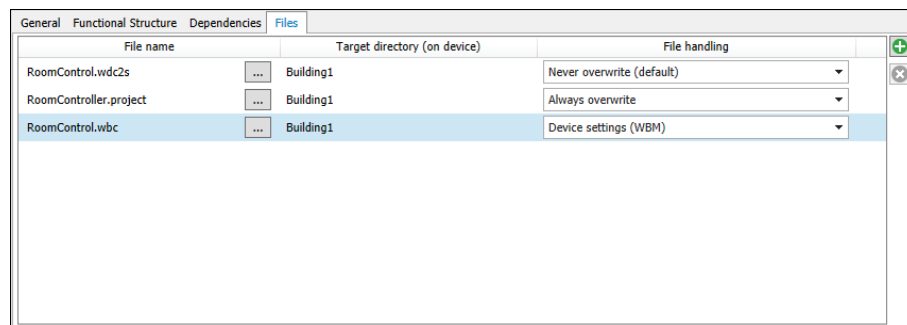 General Functional Structure Dependencies Files
File name Target directory (on device) File handling
RoomControl.wdc2s ... Building1 Never overwrite (default)
RoomController.project ... Building1 Always overwrite
RoomControl.wbc ... Building1 Device settings (WBM)